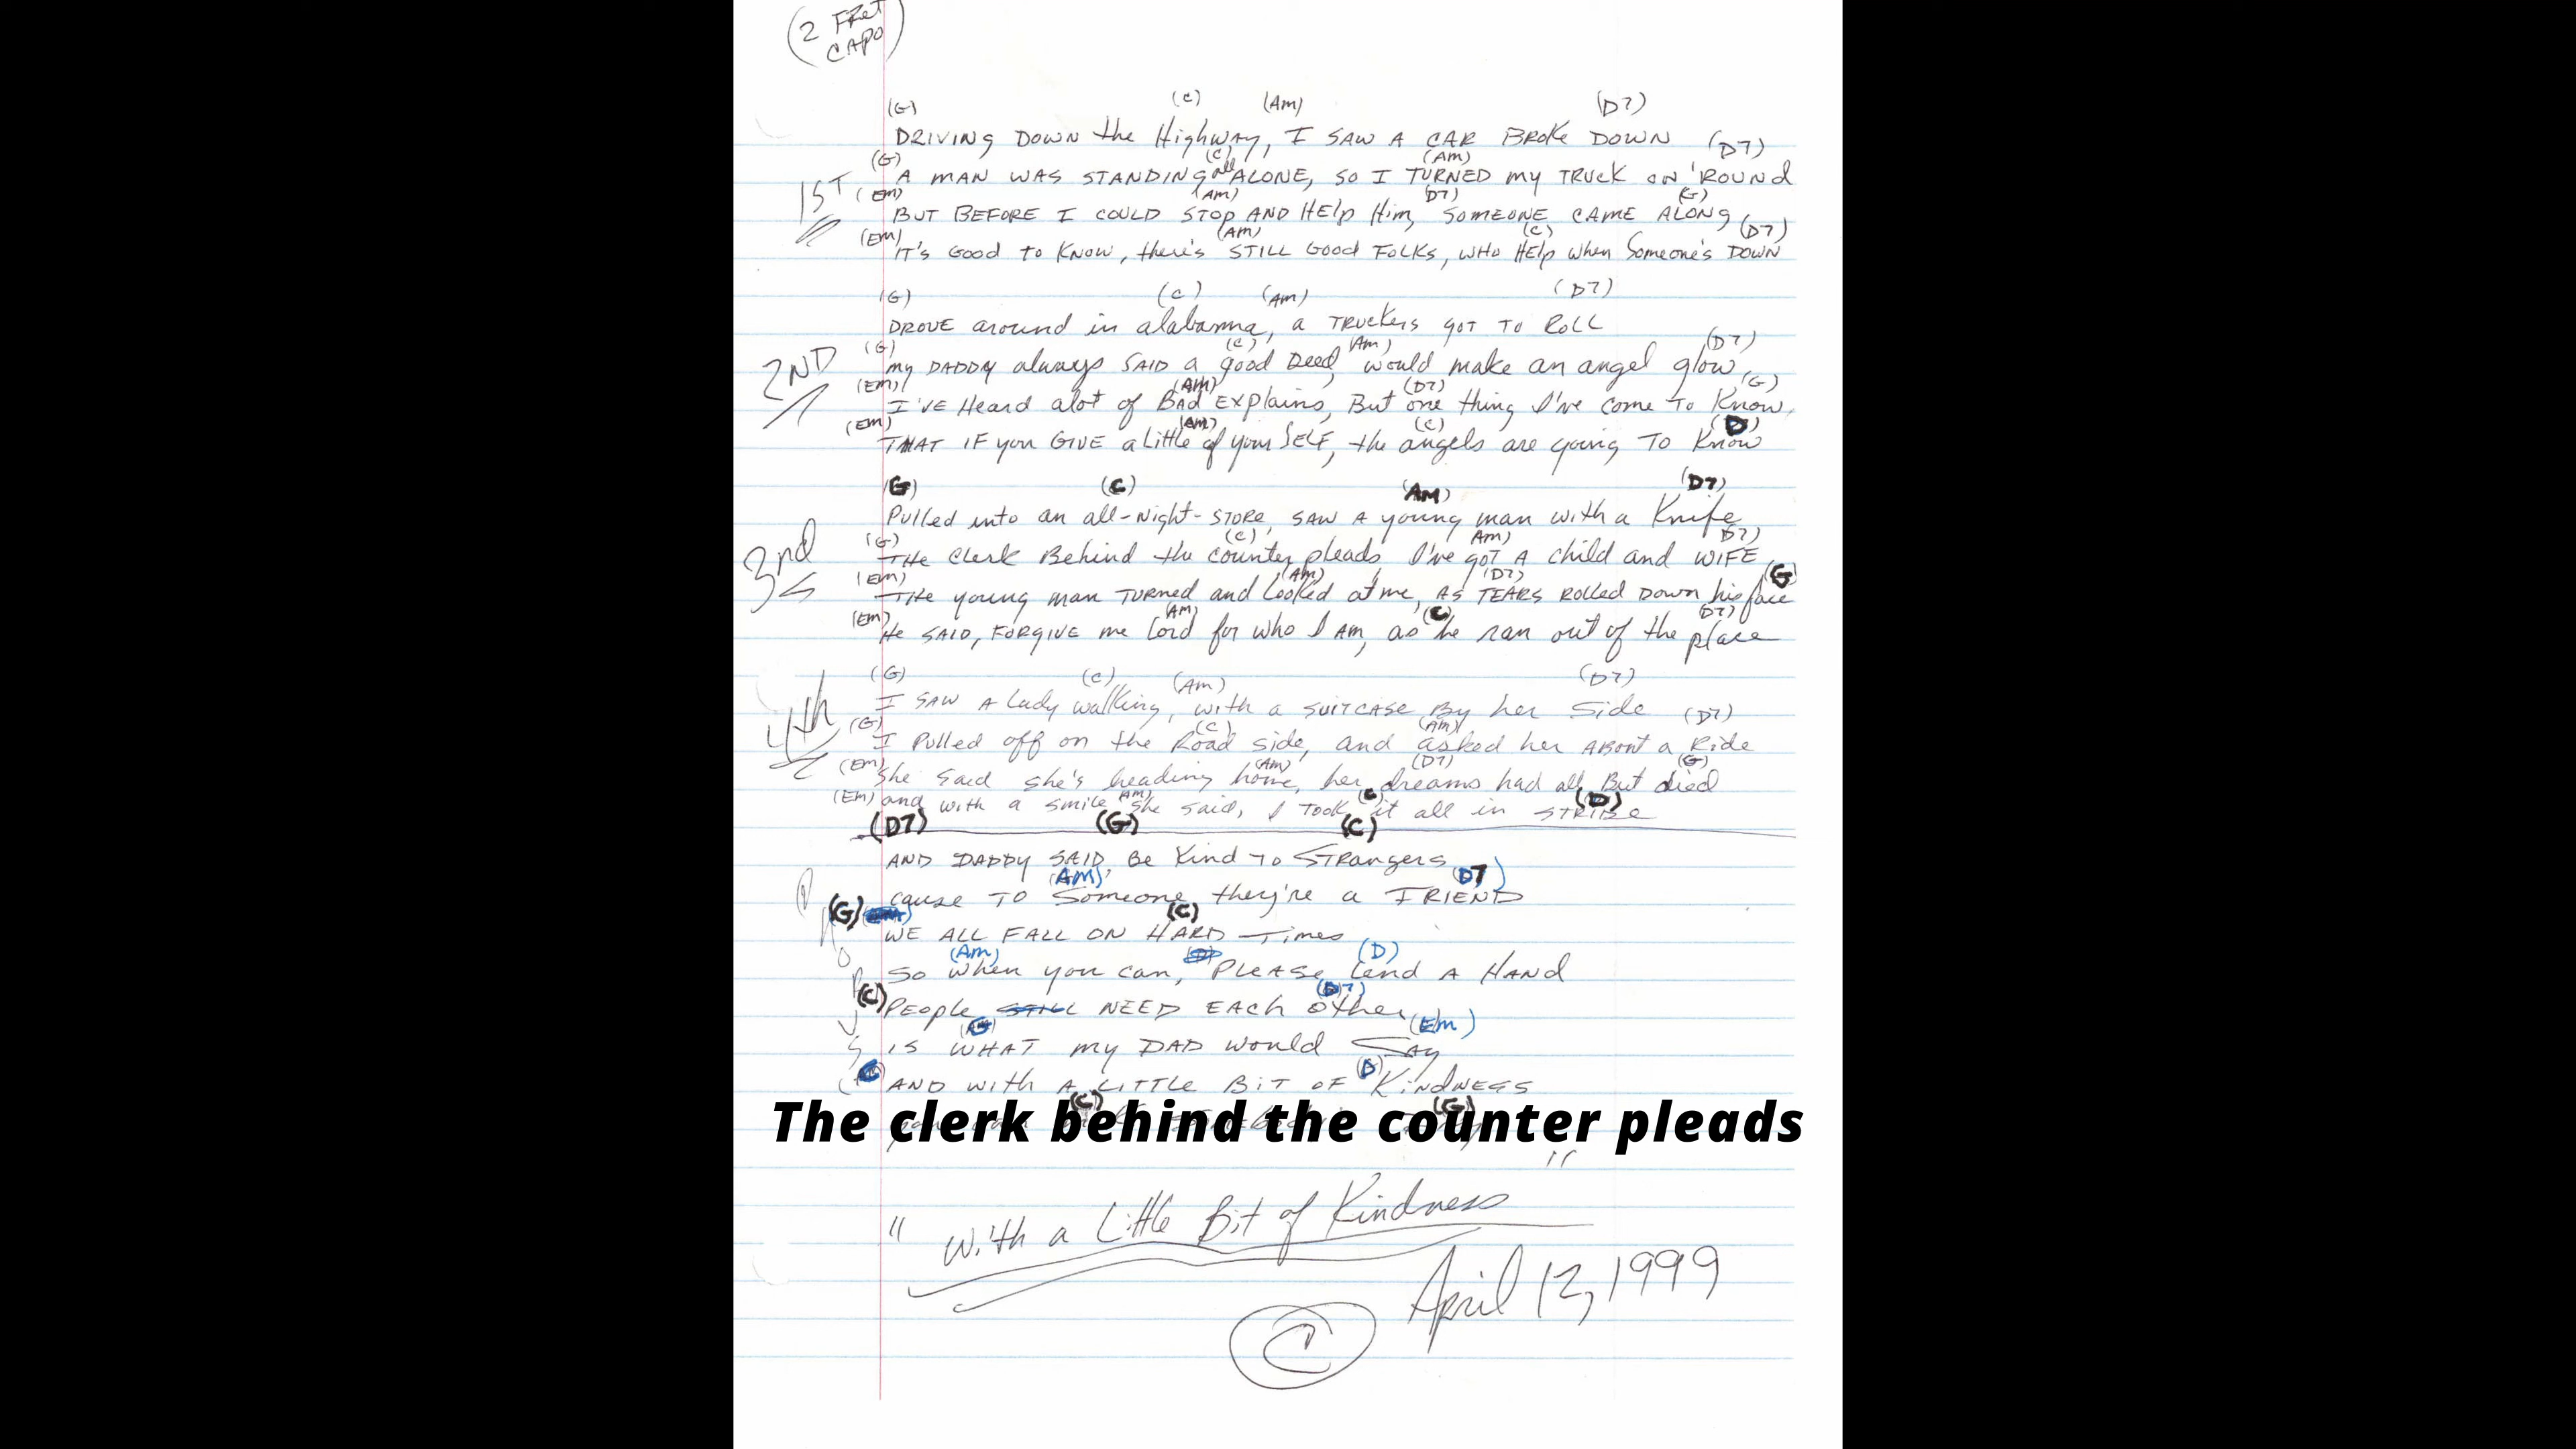 (2 FRET
CAPO)
(G) (C) (Am) (D7)
DRIVING DOWN the Highway, I SAW A CAR BROKE DOWN (D7)
(G) (C) (Am)
1ST A MAN WAS STANDING all ALONE, SO I TURNED my TRUCK ON 'ROUND
(Em) (Am) (D7) (G)
BUT BEFORE I COULD STOP AND HElp Him, SOMEONE CAME ALONg
(Em) (Am) (C) (D7)
IT'S Good TO KNOW, there's STILL Good FOLKS, WHO HElp when Someone's DOWN
(G) (C) (Am) (D7)
DROVE around in alabamma, a TRuckers gOT TO ROLL
(G) (C) (Am) (D7)
2ND my DADDy always SAID a good Deed, would make an angel glow,
(Em) (AM) (D7) (G)
I'VE Heard alot of BAD Explains, But one thing I've come To Know,
(Em) (Am) (C) (D)
THAT IF you GIVE a Little of your SELF, the angels are going TO Know
(G) (C) (AM) (D7)
Pulled into an all-Night-STORE, SAW A young man with a Knife,
(G) (C) Am) D7)
3rd THE Clerk Behind the counter pleads, I've gOT A child and WIFE
(Em) (Am) (D7) (G
THE young man TURNed and Looked at me, AS TEARS ROLLed DOWN his face
(Em) (AM) (C) (D7)
He SAID, FORGIVE me Lord for who I AM, as he ran out of the place
(G) (C) (Am) (D7)
4th I SAW A Lady walking, with a SUITCASE By her Side
(G) (C) (AM) (D7)
I Pulled off on the Road side, and asked her ABOut a Ride
(Em) (Am) (D7) (G)
She Said she's heading home, her dreams had all But died
(Em) (AM) (C) (D)
and with a smile she said, I TOOK it all in STRIDE
(D7) (G) (C)
AND DADDY SAID, Be Kind TO STRangers
(AM) D7)
cause TO Someone they're a FRIEND
(G) (C)
WE ALL FALL ON HARD Times
(Am) (D)
SO when you can, PLEASE Lend A HAND
(C) (D7)
PEOple STILL NEED EACh other
(G) (Em)
IS WHAT my DAD would SAy
(D)
AND with A LITTLE BiT OF KiNdNESS
(C) (G)
The clerk behind the counter pleads
" With a Little Bit of Kindness "
April 12, 1999
©